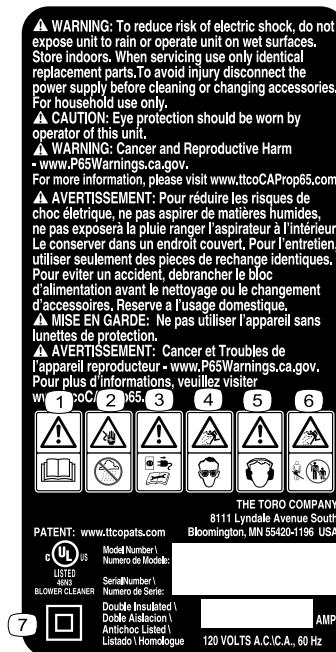 ⚠ WARNING: To reduce risk of electric shock, do not
expose unit to rain or operate unit on wet surfaces.
Store indoors. When servicing use only identical
replacement parts.To avoid injury disconnect the
power supply before cleaning or changing accessories.
For household use only.
⚠ CAUTION: Eye protection should be worn by
operator of this unit.
⚠ WARNING: Cancer and Reproductive Harm
- www.P65Warnings.ca.gov.
For more information, please visit www.ttcoCAProp65.com
⚠ AVERTISSEMENT: Pour réduire les risques de
choc életrique, ne pas aspirer de matières humides,
ne pas exposerà la pluie ranger l'aspirateur à l'intérieur
Le conserver dans un endroit couvert. Pour l'entretien,
utiliser seulement des pieces de rechange identiques.
Pour eviter un accident, debrancher le bloc
d'alimentation avant le nettoyage ou le changement
d'accessoires. Reserve a l'usage domestique.
⚠ MISE EN GARDE: Ne pas utiliser l'appareil sans
lunettes de protection.
⚠ AVERTISSEMENT: Cancer et Troubles de
l'appareil reproducteur - www.P65Warnings.ca.gov.
Pour plus d'informations, veuillez visiter
1 2 3 4 5 6
THE TORO COMPANY
8111 Lyndale Avenue South
PATENT: www.ttcopats.com Bloomington, MN 55420-1196 USA
C UL US
LISTED
46N3
BLOWER CLEANER
Model Number \
Numero de Modele:
SerialNumber \
Numero de Serie:
7
Double Insulated \
Doble Aislacion \
Antichoc Listed \
Listado \ Homologue
AMP
120 VOLTS A.C.\C.A., 60 Hz